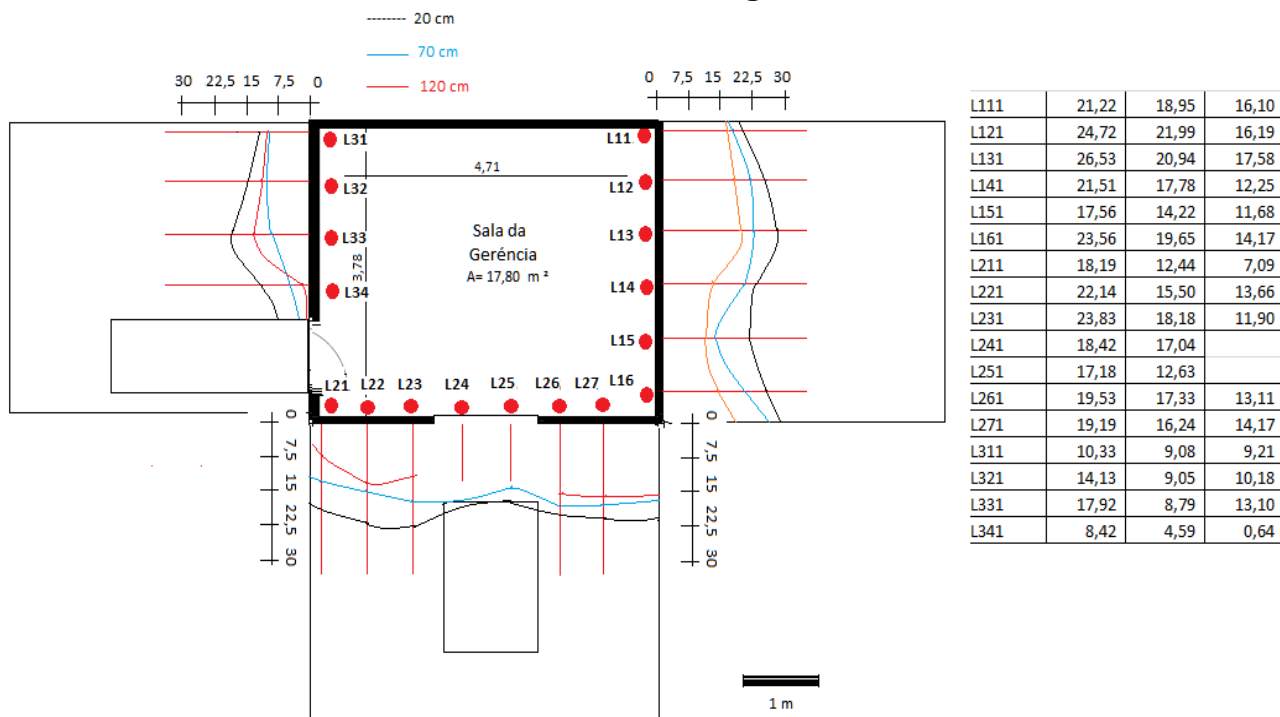 20 cm
70 cm
120 cm
30 22,5 15 7,5 0
0 7,5 15 22,5 30
L31
L11
4,71
L32
L12
L33
Sala da
L13
Geréncia
A= 17,80 m ²
3,78
L34
L14
L15
L21 L22 L23 L24 L25 L26 L27 L16
0 7,5 15 22,5 30
0 7,5 15 22,5 30
1 m
L111 21,22 18,95 16,10
L121 24,72 21,99 16,19
L131 26,53 20,94 17,58
L141 21,51 17,78 12,25
L151 17,56 14,22 11,68
L161 23,56 19,65 14,17
L211 18,19 12,44 7,09
L221 22,14 15,50 13,66
L231 23,83 18,18 11,90
L241 18,42 17,04
L251 17,18 12,63
L261 19,53 17,33 13,11
L271 19,19 16,24 14,17
L311 10,33 9,08 9,21
L321 14,13 9,05 10,18
L331 17,92 8,79 13,10
L341 8,42 4,59 0,64